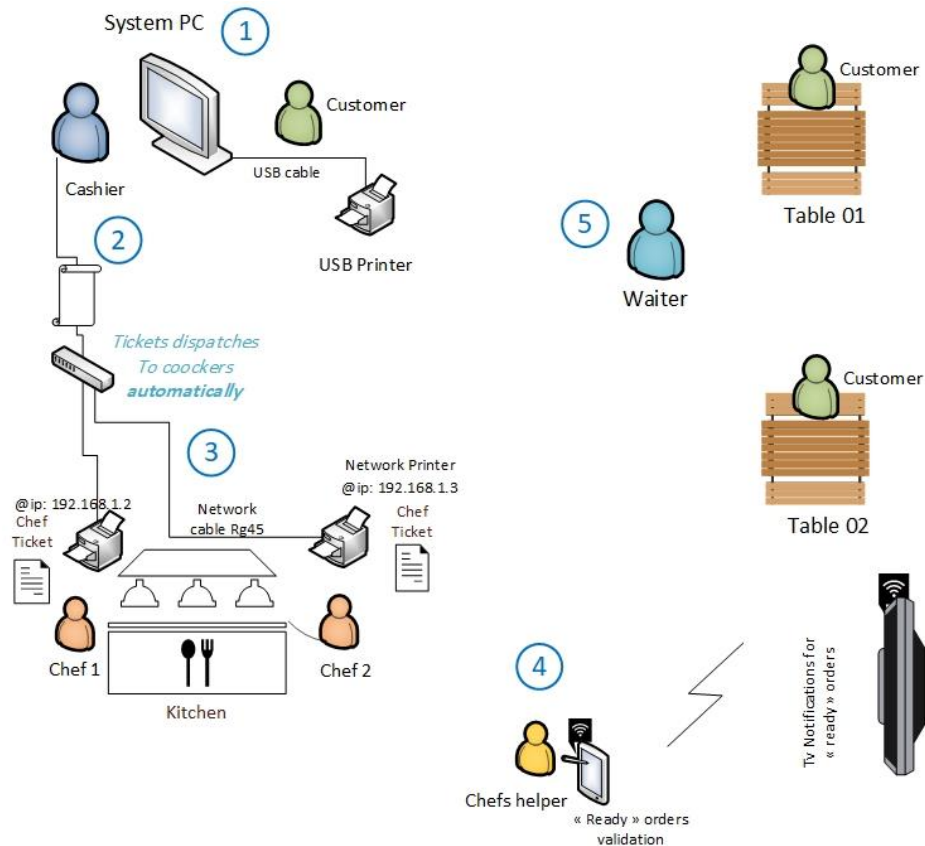 System PC
1
Customer
Cashier
USB cable
USB Printer
2
Tickets dispatches
To coockers
automatically
3
@ip: 192.168.1.2
Chef
Ticket
Network
cable Rg45
Network Printer
@ip: 192.168.1.3
Chef
Ticket
Chef 1
Chef 2
Kitchen
4
Chefs helper
« Ready » orders
validation
5
Waiter
Customer
Table 01
Customer
Table 02
Tv Notifications for
« ready » orders